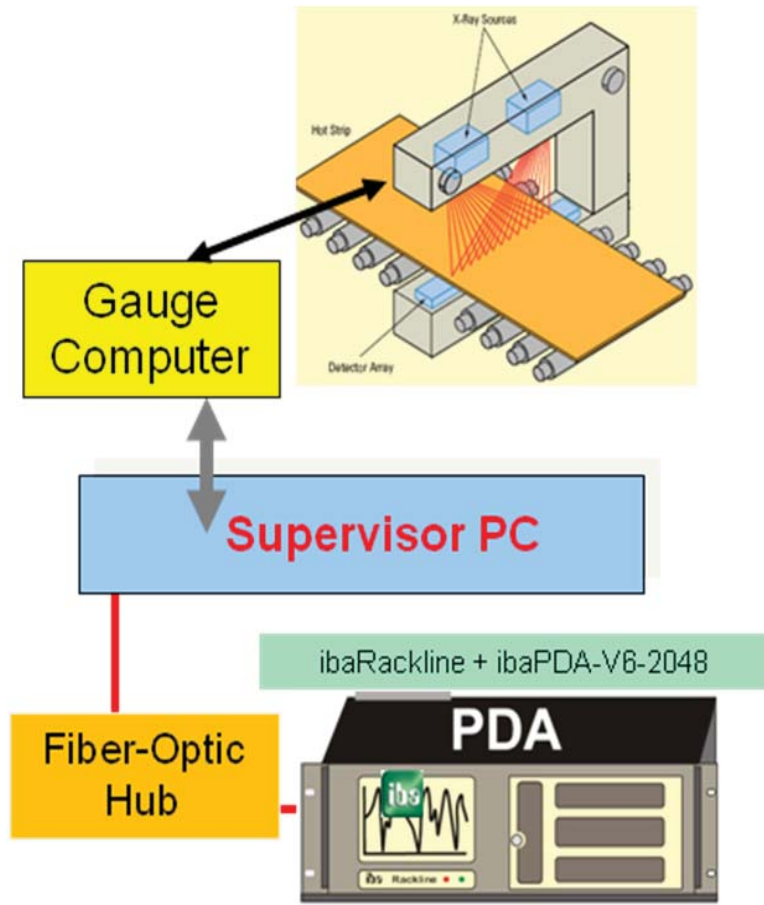 X-Ray Sources
Hot Strip
Detector Array
Gauge
Computer
Supervisor PC
ibaRackline + ibaPDA-V6-2048
Fiber-Optic
Hub
PDA
iba
iba Rackline